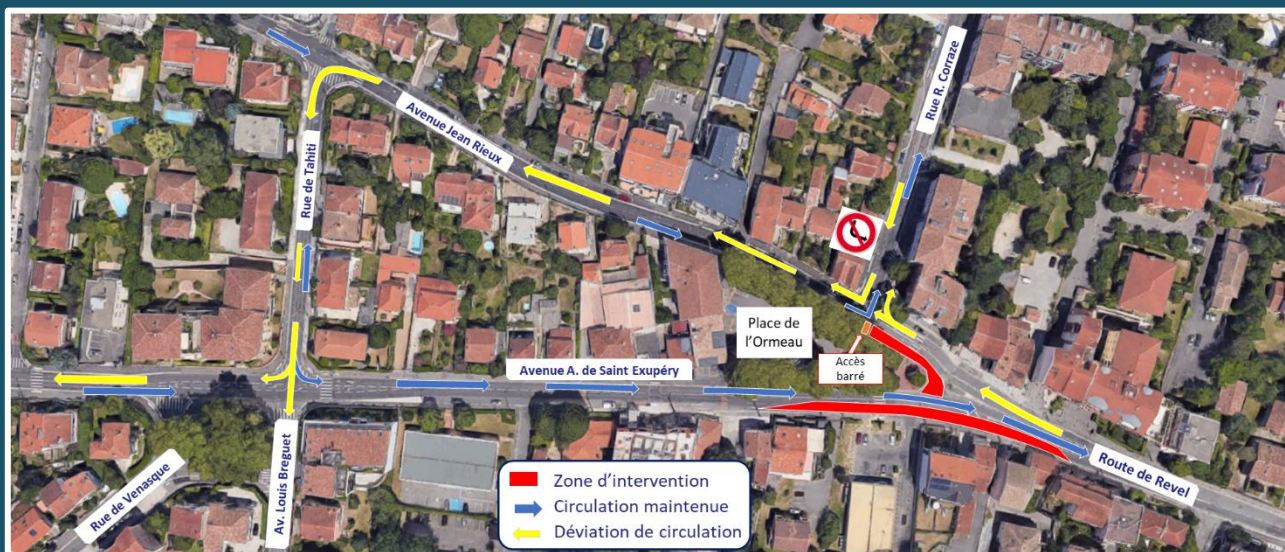 Rue R. Corraze
Avenue Jean Rieux
Rue de Tahiti
Place de
l'Ormeau
Accès
barré
Avenue A. de Saint Exupéry
Route de Revel
Rue de Venasque
Av. Louis Breguet
Zone d'intervention
Circulation maintenue
Déviation de circulation